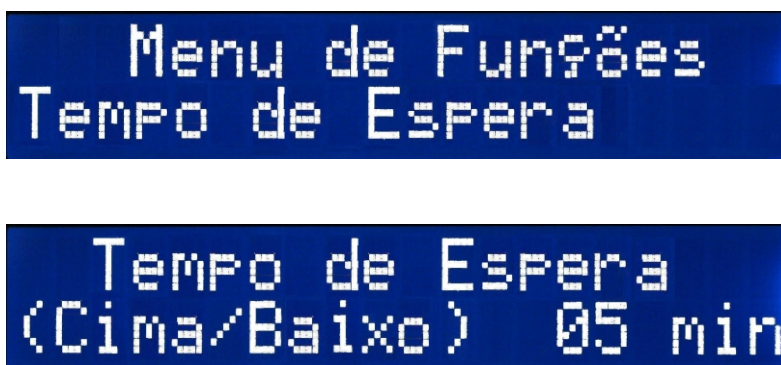 Menu de Funções
Tempo de Espera
Tempo de Espera
(Cima/Baixo) 05 min